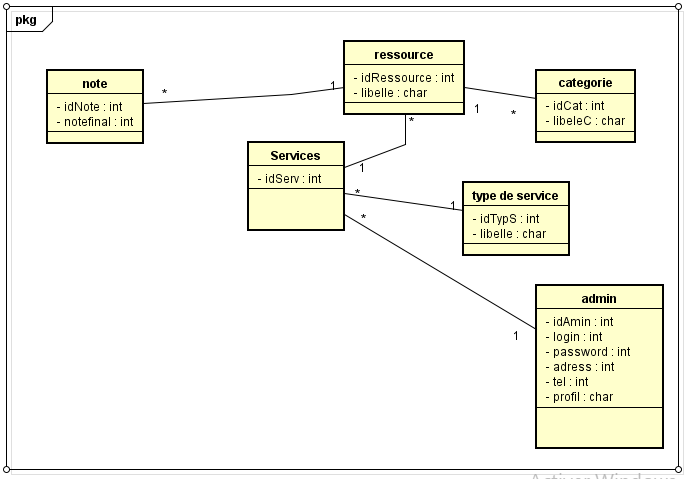 pkg
note
- idNote : int
- notefinal : int
*
1
ressource
- idRessource : int
- libelle : char
1
*
categorie
- idCat : int
- libeleC : char
*
1
Services
- idServ : int
*
1
type de service
- idTypS : int
- libelle : char
*
1
admin
- idAmin : int
- login : int
- password : int
- adress : int
- tel : int
- profil : char
Activer Windows